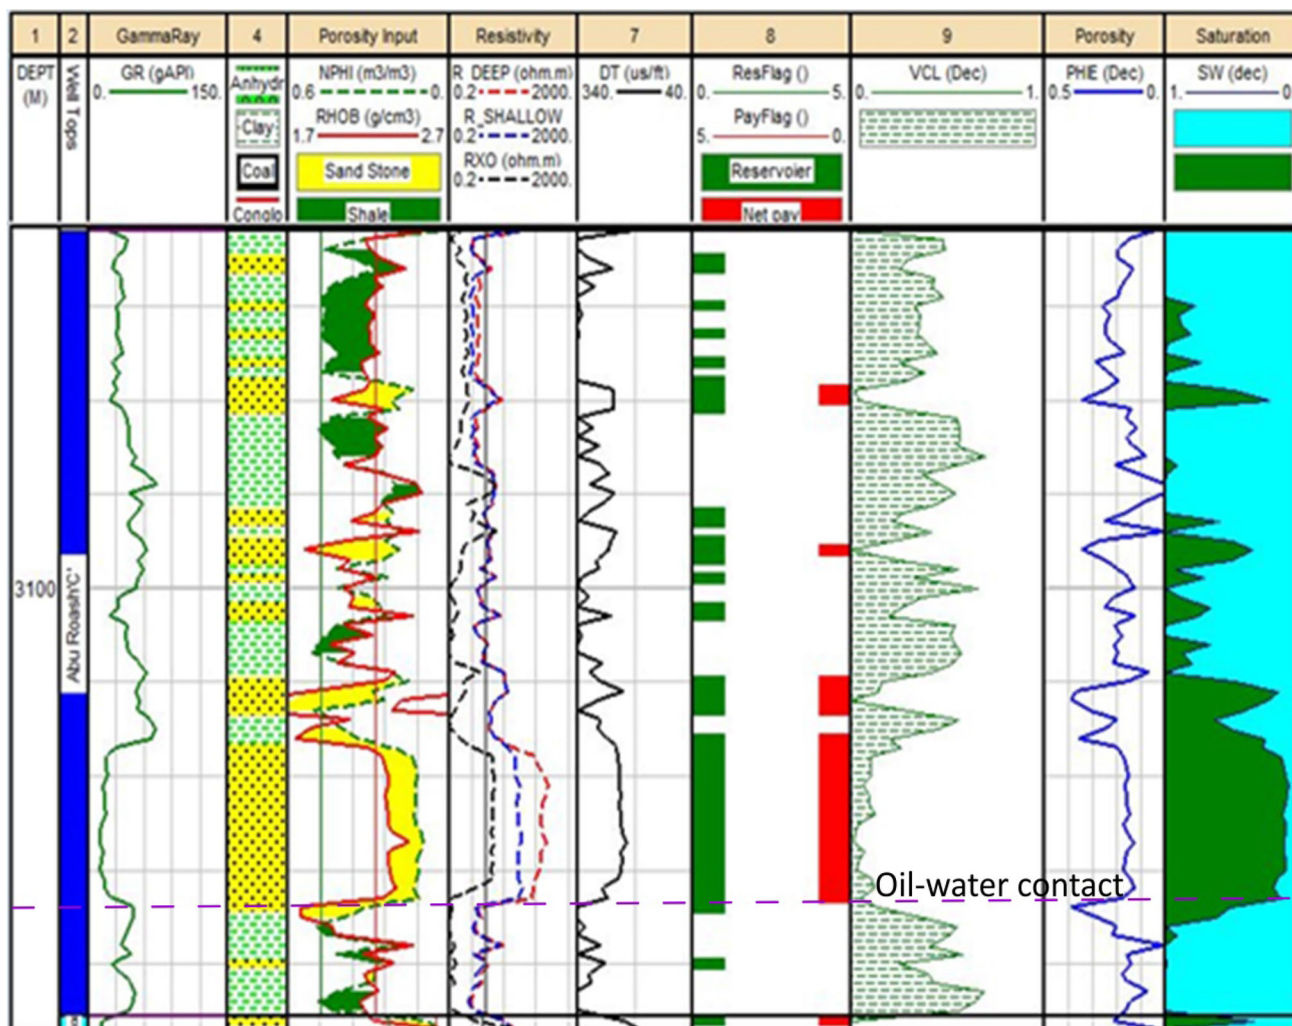 1 2 GammaRay 4 Porosity Input Resistivity 7 8 9 Porosity Saturation
DEPT
(M)
Well Tops
GR (gAPI)
0. 150.
Anhydr
Clay
Coal
Conglo
NPHI (m3/m3)
0.6 0.
RHOB (g/cm3)
1.7 2.7
Sand Stone
Shale
R_DEEP (ohm.m)
0.2 2000.
R_SHALLOW
0.2 2000.
RXO (ohm.m)
0.2 2000.
DT (us/ft)
340. 40.
ResFlag ()
0. 5.
PayFlag ()
5. 0.
Reservoier
Net pay
VCL (Dec)
0. 1.
PHIE (Dec)
0.5 0.
SW (dec)
1. 0
3100
Abu Roash'C'
Oil-water contact